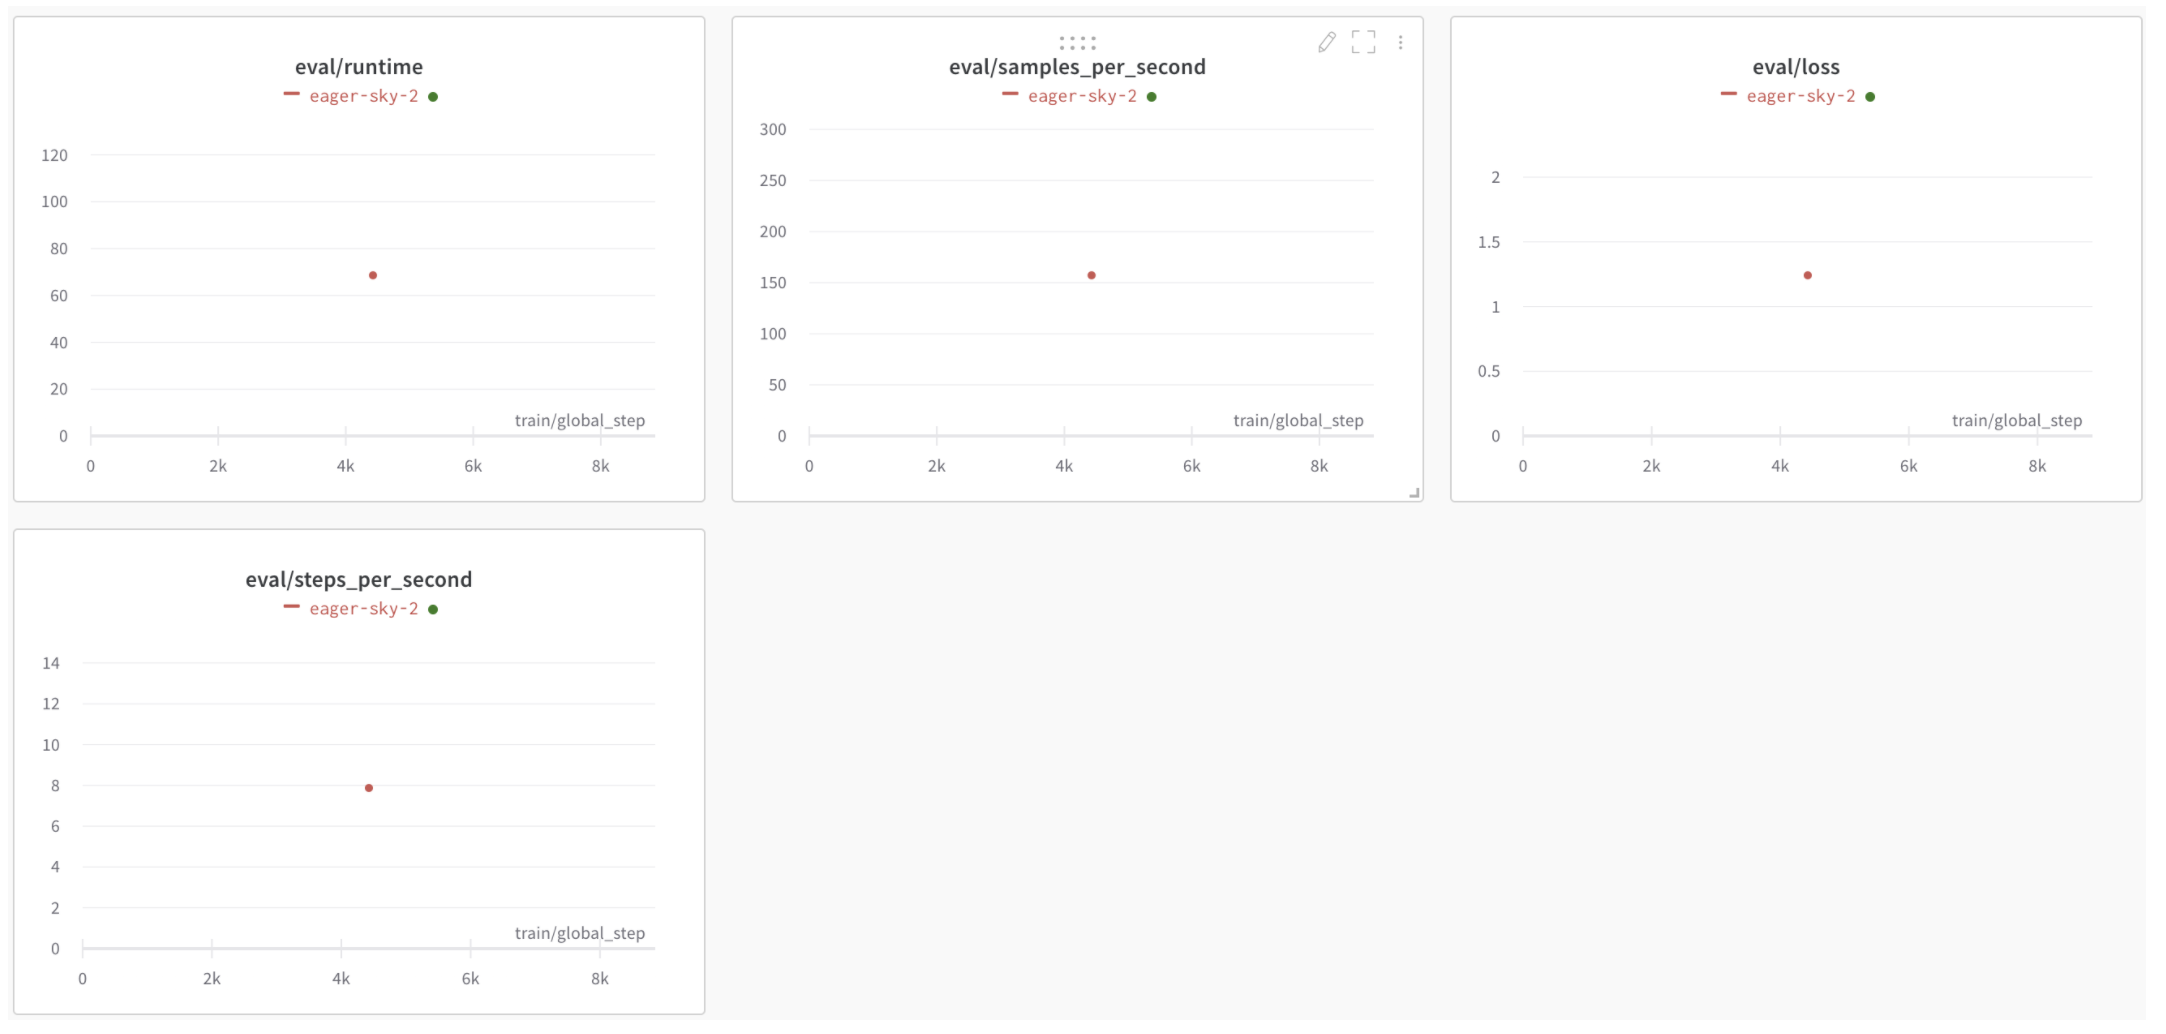 eval/runtime
eager-sky-2
120
100
80
60
40
20
0
train/global_step
0 2k 4k 6k 8k
eval/samples_per_second
eager-sky-2
300
250
200
150
100
50
0
train/global_step
0 2k 4k 6k 8k
eval/loss
eager-sky-2
2
1.5
1
0.5
0
train/global_step
0 2k 4k 6k 8k
eval/steps_per_second
eager-sky-2
14
12
10
8
6
4
2
0
train/global_step
0 2k 4k 6k 8k